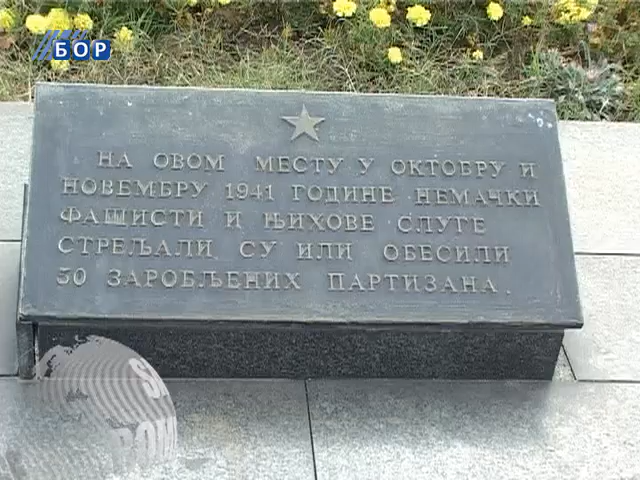 БОР
НА ОВОМ МЕСТУ У ОКТОБРУ И
НОВЕМБРУ 1941 ГОДИНЕ НЕМАЧКИ
ФАШИСТИ И ЊИХОВЕ СЛУГЕ
СТРЕЉАЛИ СУ ИЛИ ОБЕСИЛИ
50 ЗАРОБЉЕНИХ ПАРТИЗАНА.